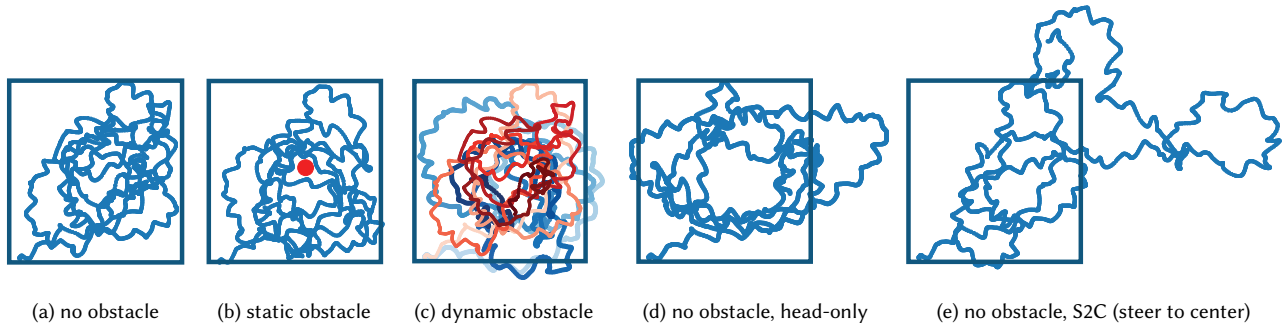 (a) no obstacle
(b) static obstacle
(c) dynamic obstacle
(d) no obstacle, head-only
(e) no obstacle, S2C (steer to center)